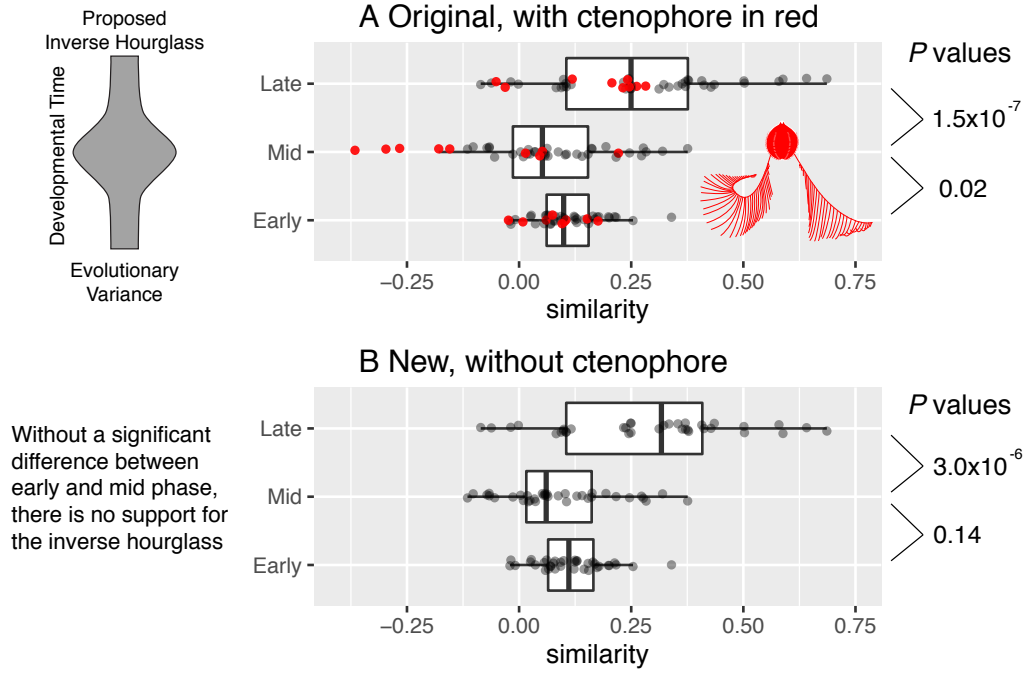 Proposed
Inverse Hourglass
Developmental Time
Evolutionary
Variance
A Original, with ctenophore in red
Late
Mid
Early
−0.25 0.00 0.25 0.50 0.75
similarity
P values
1.5x10-7
0.02
B New, without ctenophore
Without a significant
difference between
early and mid phase,
there is no support for
the inverse hourglass
Late
Mid
Early
−0.25 0.00 0.25 0.50 0.75
similarity
P values
3.0x10-6
0.14